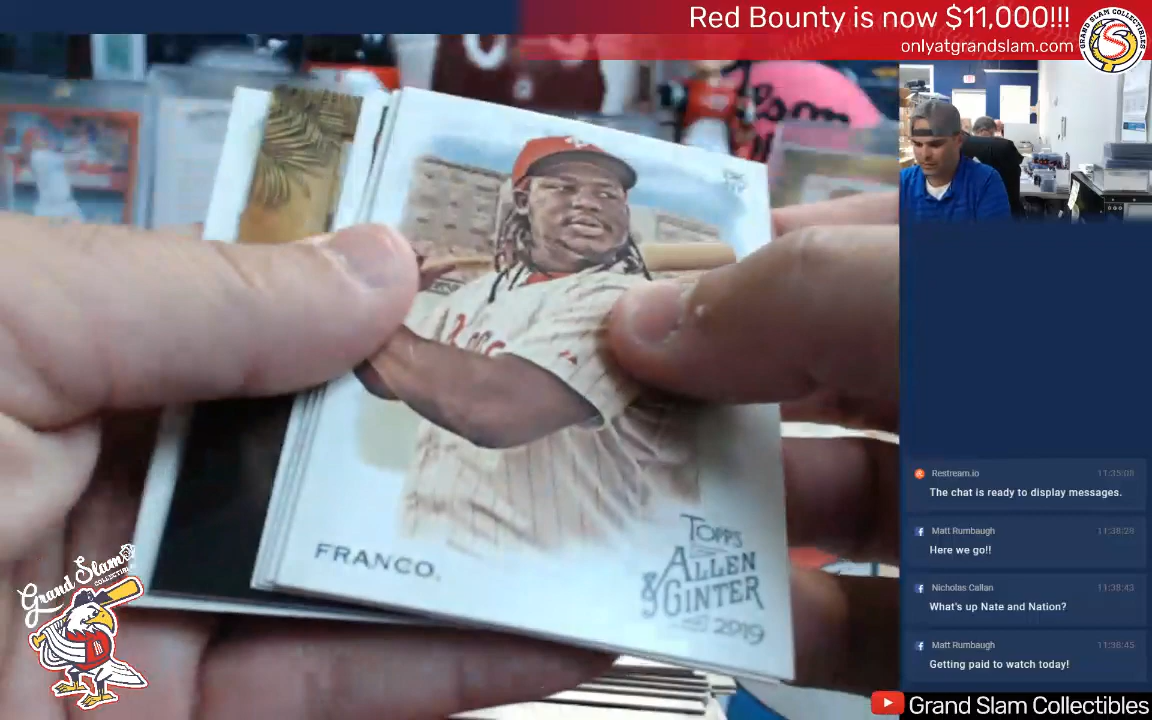 Red Bounty is now $11,000!!!
onlyatgrandslam.com
GRAND SLAM COLLECTIBLES
FRANCO.
TOPPS
ALLEN
& GINTER
2019
Grand Slam
COLLECTIBLES
Restream.io 11:35:08
The chat is ready to display messages.
Matt Rumbaugh 11:38:28
Here we go!!
Nicholas Callan 11:38:43
What's up Nate and Nation?
Matt Rumbaugh 11:38:45
Getting paid to watch today!
Grand Slam Collectibles